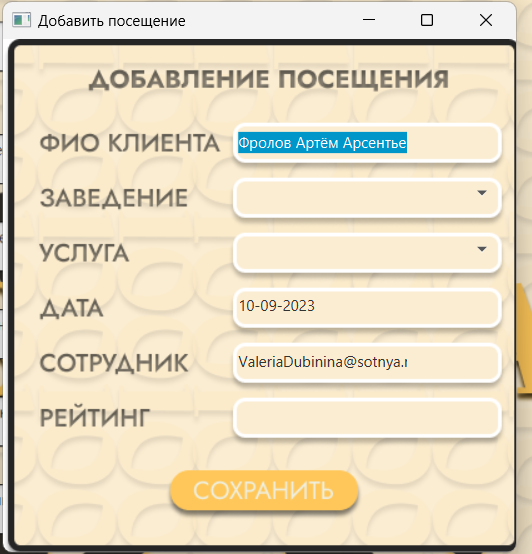 Добавить посещение
ДОБАВЛЕНИЕ ПОСЕЩЕНИЯ
ФИО КЛИЕНТА Фролов Артём Арсентье
ЗАВЕДЕНИЕ
УСЛУГА
ДАТА 10-09-2023
СОТРУДНИК ValeriaDubinina@sotnya.r
РЕЙТИНГ
СОХРАНИТЬ